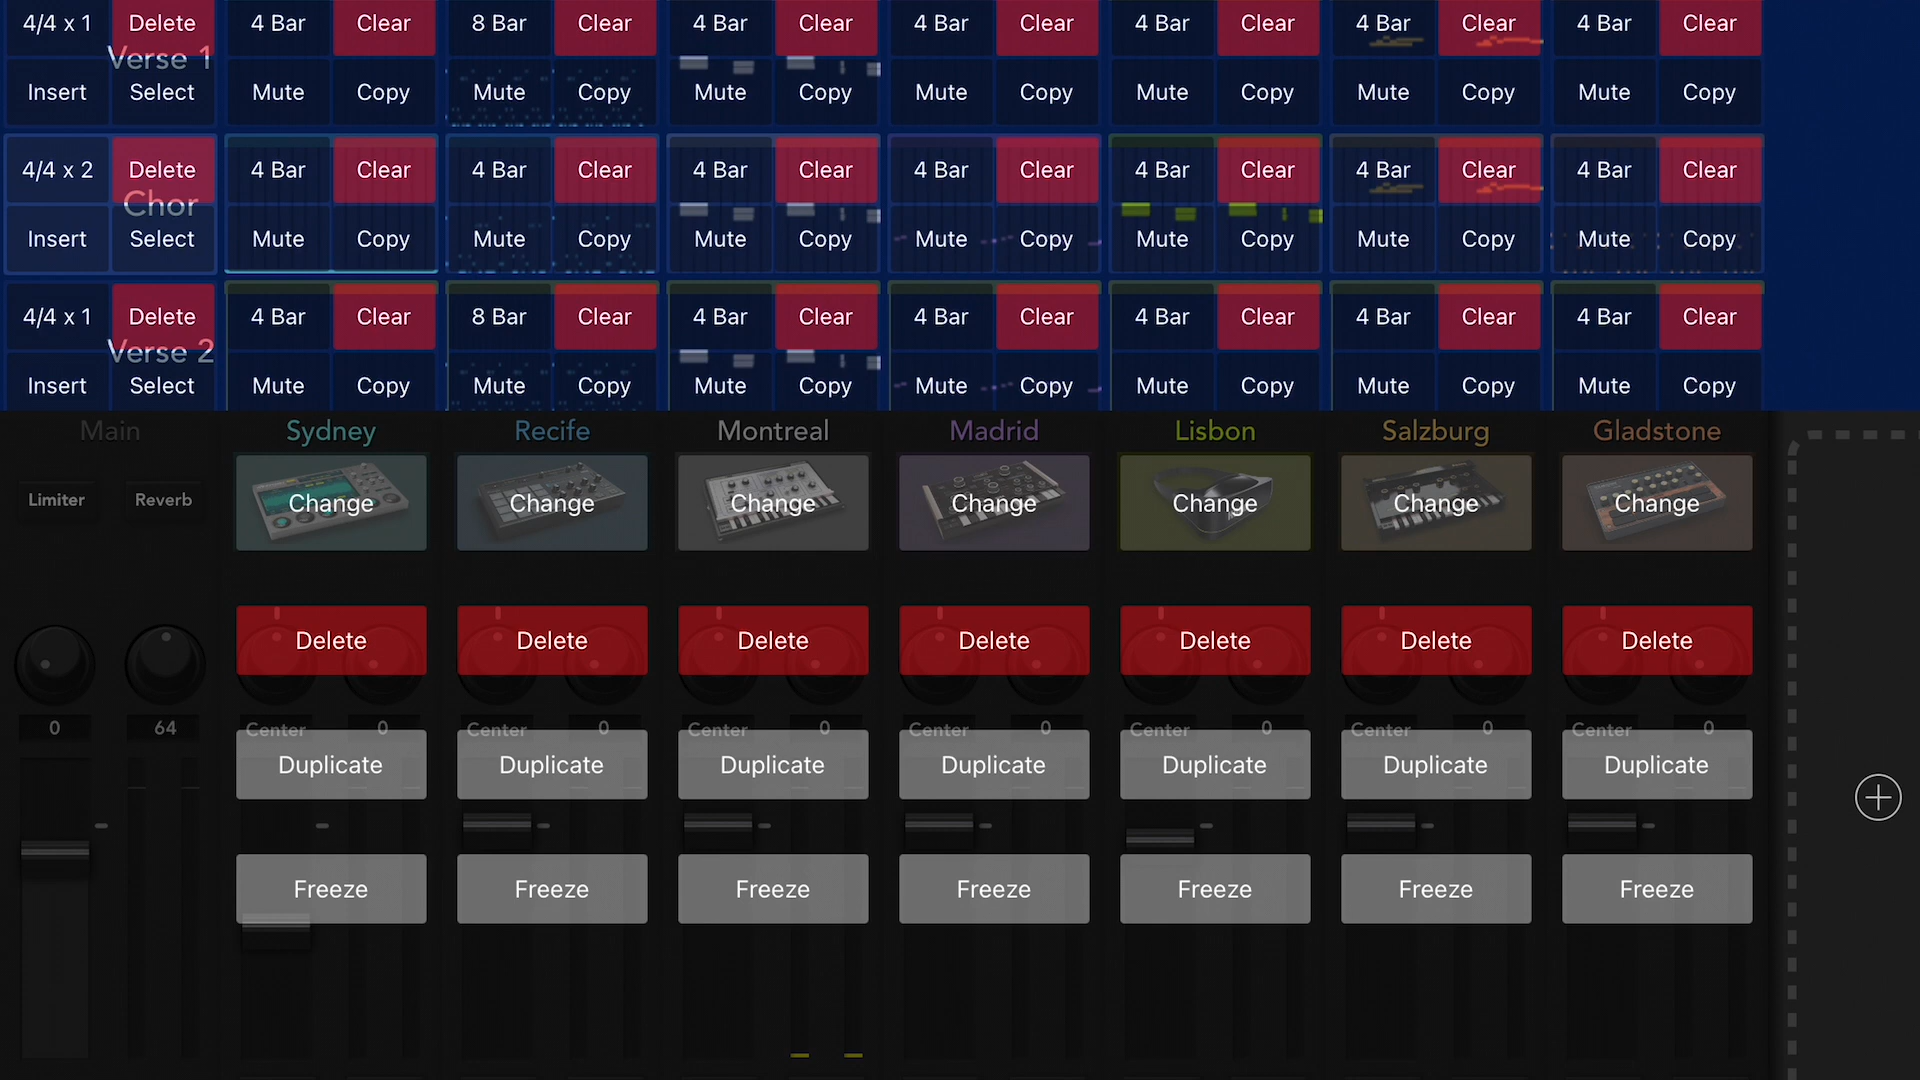 4/4 x 1 Delete 4 Bar Clear 8 Bar Clear 4 Bar Clear 4 Bar Clear 4 Bar Clear 4 Bar Clear 4 Bar Clear
Verse 1
Insert Select Mute Copy Mute Copy Mute Copy Mute Copy Mute Copy Mute Copy Mute Copy
4/4 x 2 Delete 4 Bar Clear 4 Bar Clear 4 Bar Clear 4 Bar Clear 4 Bar Clear 4 Bar Clear 4 Bar Clear
Chor
Insert Select Mute Copy Mute Copy Mute Copy Mute Copy Mute Copy Mute Copy Mute Copy
4/4 x 1 Delete 4 Bar Clear 8 Bar Clear 4 Bar Clear 4 Bar Clear 4 Bar Clear 4 Bar Clear 4 Bar Clear
Verse 2
Insert Select Mute Copy Mute Copy Mute Copy Mute Copy Mute Copy Mute Copy Mute Copy
Main Sydney Recife Montreal Madrid Lisbon Salzburg Gladstone
Limiter Reverb Change Change Change Change Change Change Change
Delete Delete Delete Delete Delete Delete Delete
0 64 Center 0 Center 0 Center 0 Center 0 Center 0 Center 0 Center 0
Duplicate Duplicate Duplicate Duplicate Duplicate Duplicate Duplicate
Freeze Freeze Freeze Freeze Freeze Freeze Freeze